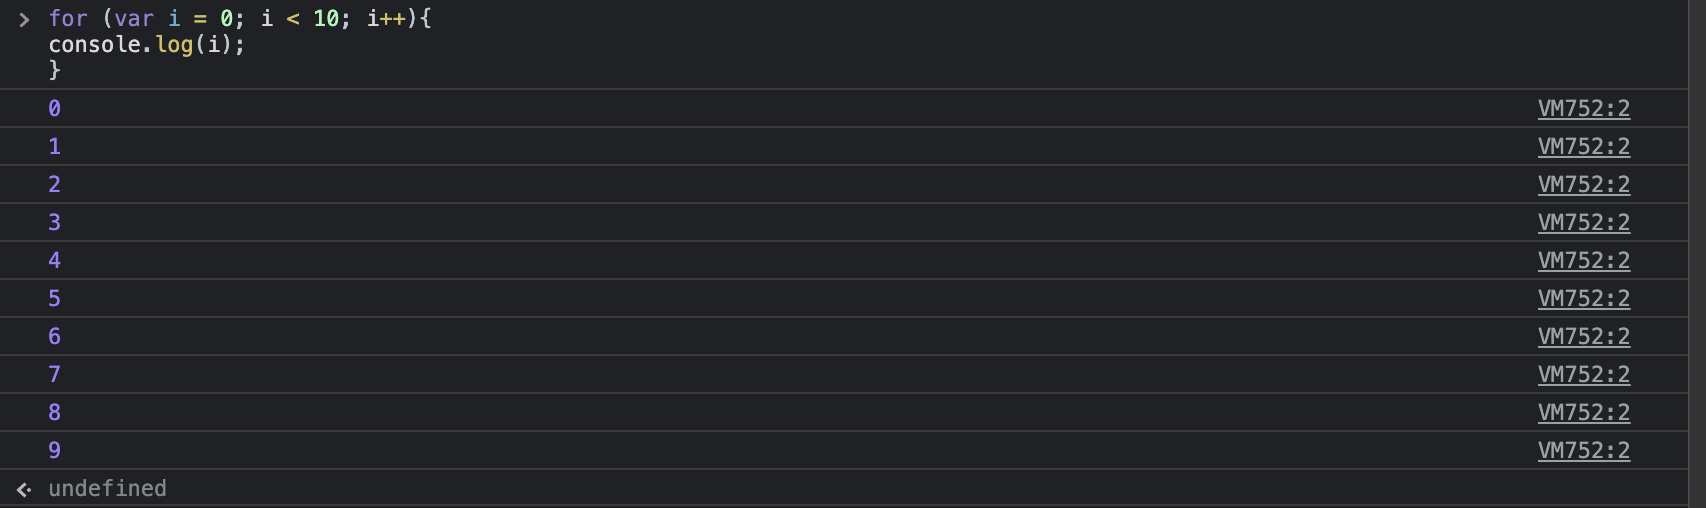 for (var i = 0; i < 10; i++){
console.log(i);
}
0 VM752:2
1 VM752:2
2 VM752:2
3 VM752:2
4 VM752:2
5 VM752:2
6 VM752:2
7 VM752:2
8 VM752:2
9 VM752:2
undefined